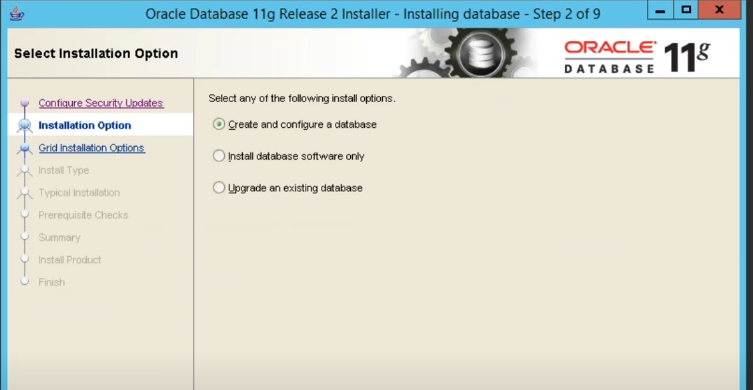 Oracle Database 11g Release 2 Installer - Installing database - Step 2 of 9
Select Installation Option
ORACLE
DATABASE 11g
Configure Security Updates
Installation Option
Grid Installation Options
Install Type
Typical Installation
Prerequisite Checks
Summary
Install Product
Finish
Select any of the following install options.
Create and configure a database
Install database software only
Upgrade an existing database